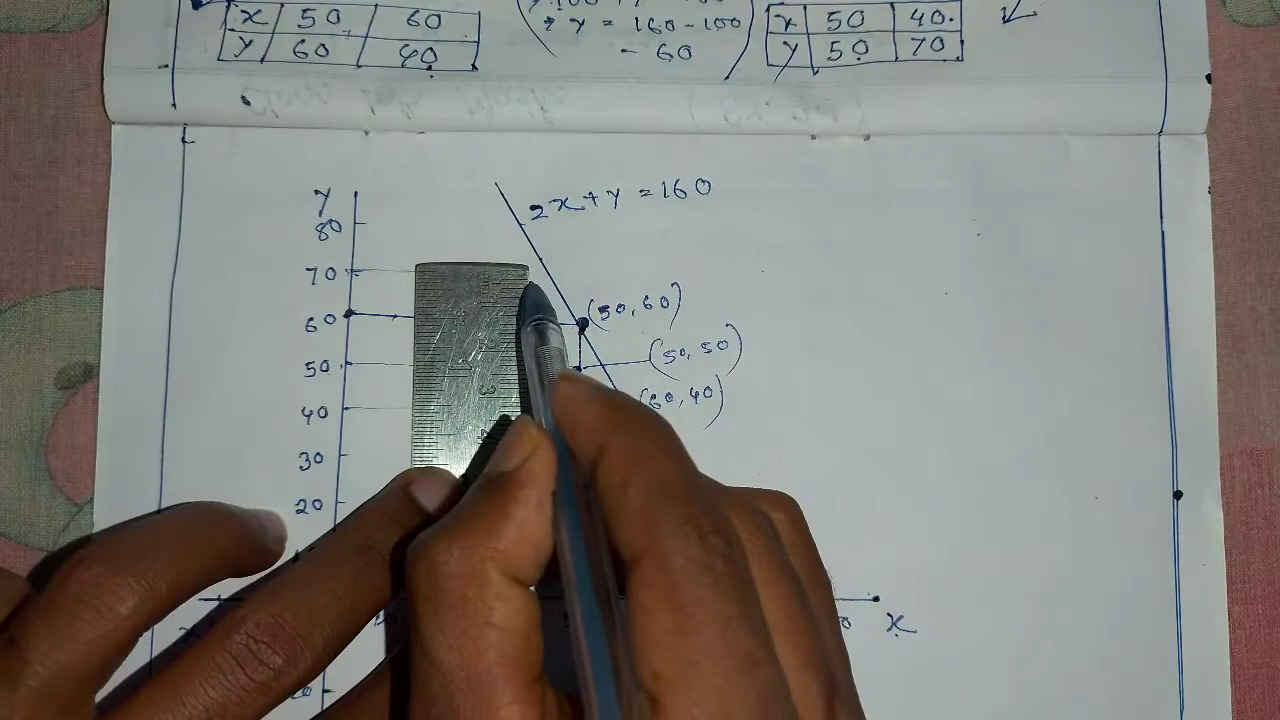 x 50 60
y 60 40
y = 160 - 100
- 60
x 50 40
y 50 70
y
2x + y = 160
80
70
(50, 60)
60
(50, 50)
50
(60, 40)
40
30
20
x